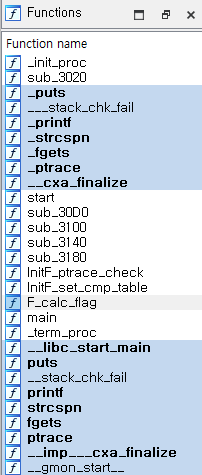 Functions
Function name
_init_proc
sub_3020
_puts
___stack_chk_fail
_printf
_strcspn
_fgets
_ptrace
__cxa_finalize
start
sub_30D0
sub_3100
sub_3140
sub_3180
InitF_ptrace_check
InitF_set_cmp_table
F_calc_flag
main
_term_proc
__libc_start_main
puts
__stack_chk_fail
printf
strcspn
fgets
ptrace
__imp___cxa_finalize
__gmon_start__